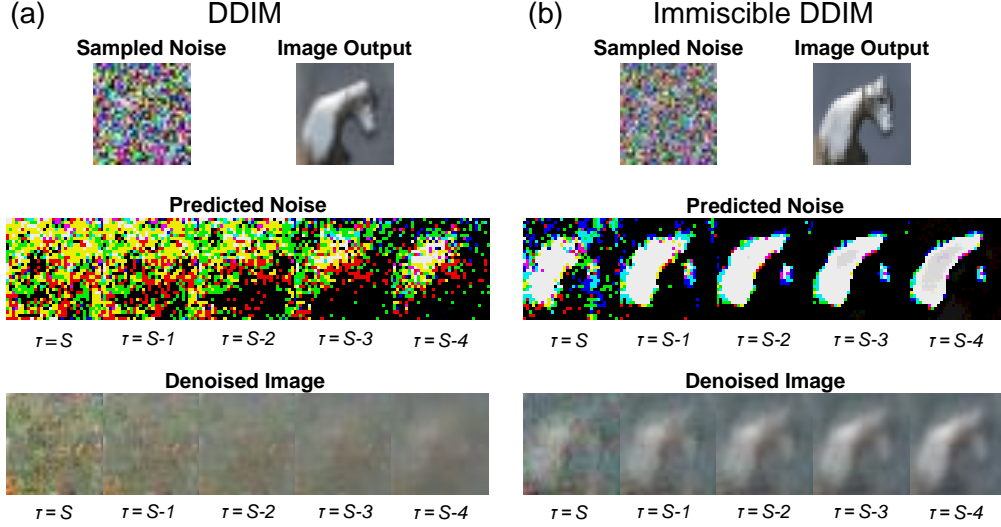 (a) DDIM
Sampled Noise Image Output
Predicted Noise
τ = S τ = S-1 τ = S-2 τ = S-3 τ = S-4
Denoised Image
τ = S τ = S-1 τ = S-2 τ = S-3 τ = S-4
(b) Immiscible DDIM
Sampled Noise Image Output
Predicted Noise
τ = S τ = S-1 τ = S-2 τ = S-3 τ = S-4
Denoised Image
τ = S τ = S-1 τ = S-2 τ = S-3 τ = S-4